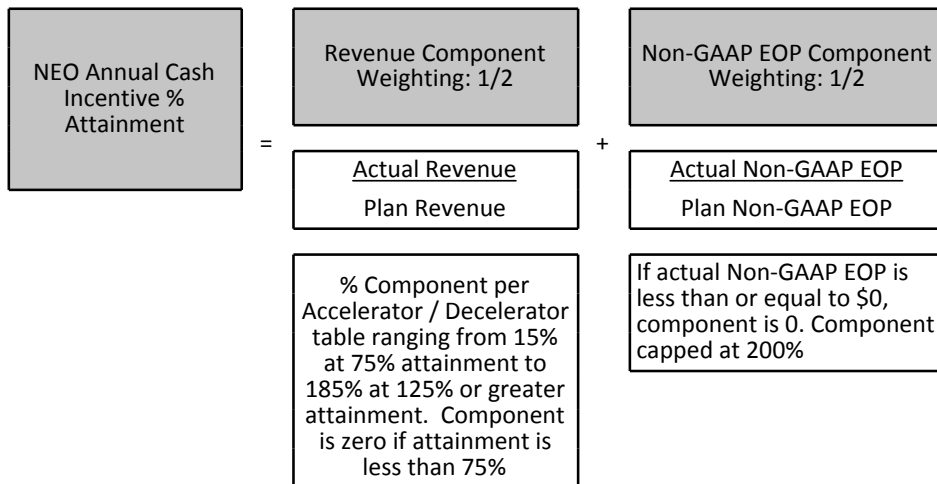 NEO Annual Cash
Incentive %
Attainment
=
Revenue Component
Weighting: 1/2
Actual Revenue
Plan Revenue
% Component per
Accelerator / Decelerator
table ranging from 15%
at 75% attainment to
185% at 125% or greater
attainment.  Component
is zero if attainment is
less than 75%
+
Non-GAAP EOP Component
Weighting: 1/2
Actual Non-GAAP EOP
Plan Non-GAAP EOP
If actual Non-GAAP EOP is
less than or equal to $0,
component is 0. Component
capped at 200%